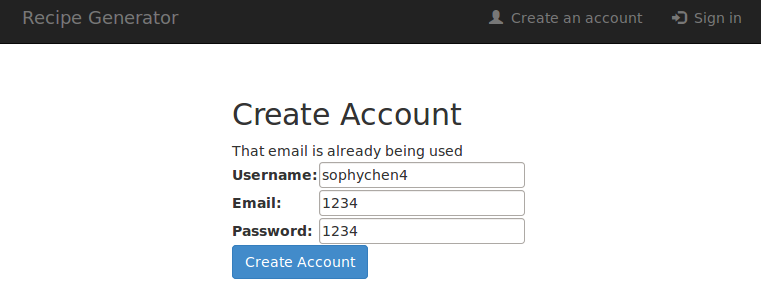 Recipe Generator Create an account Sign in
Create Account
That email is already being used
Username: sophychen4
Email: 1234
Password: 1234
Create Account